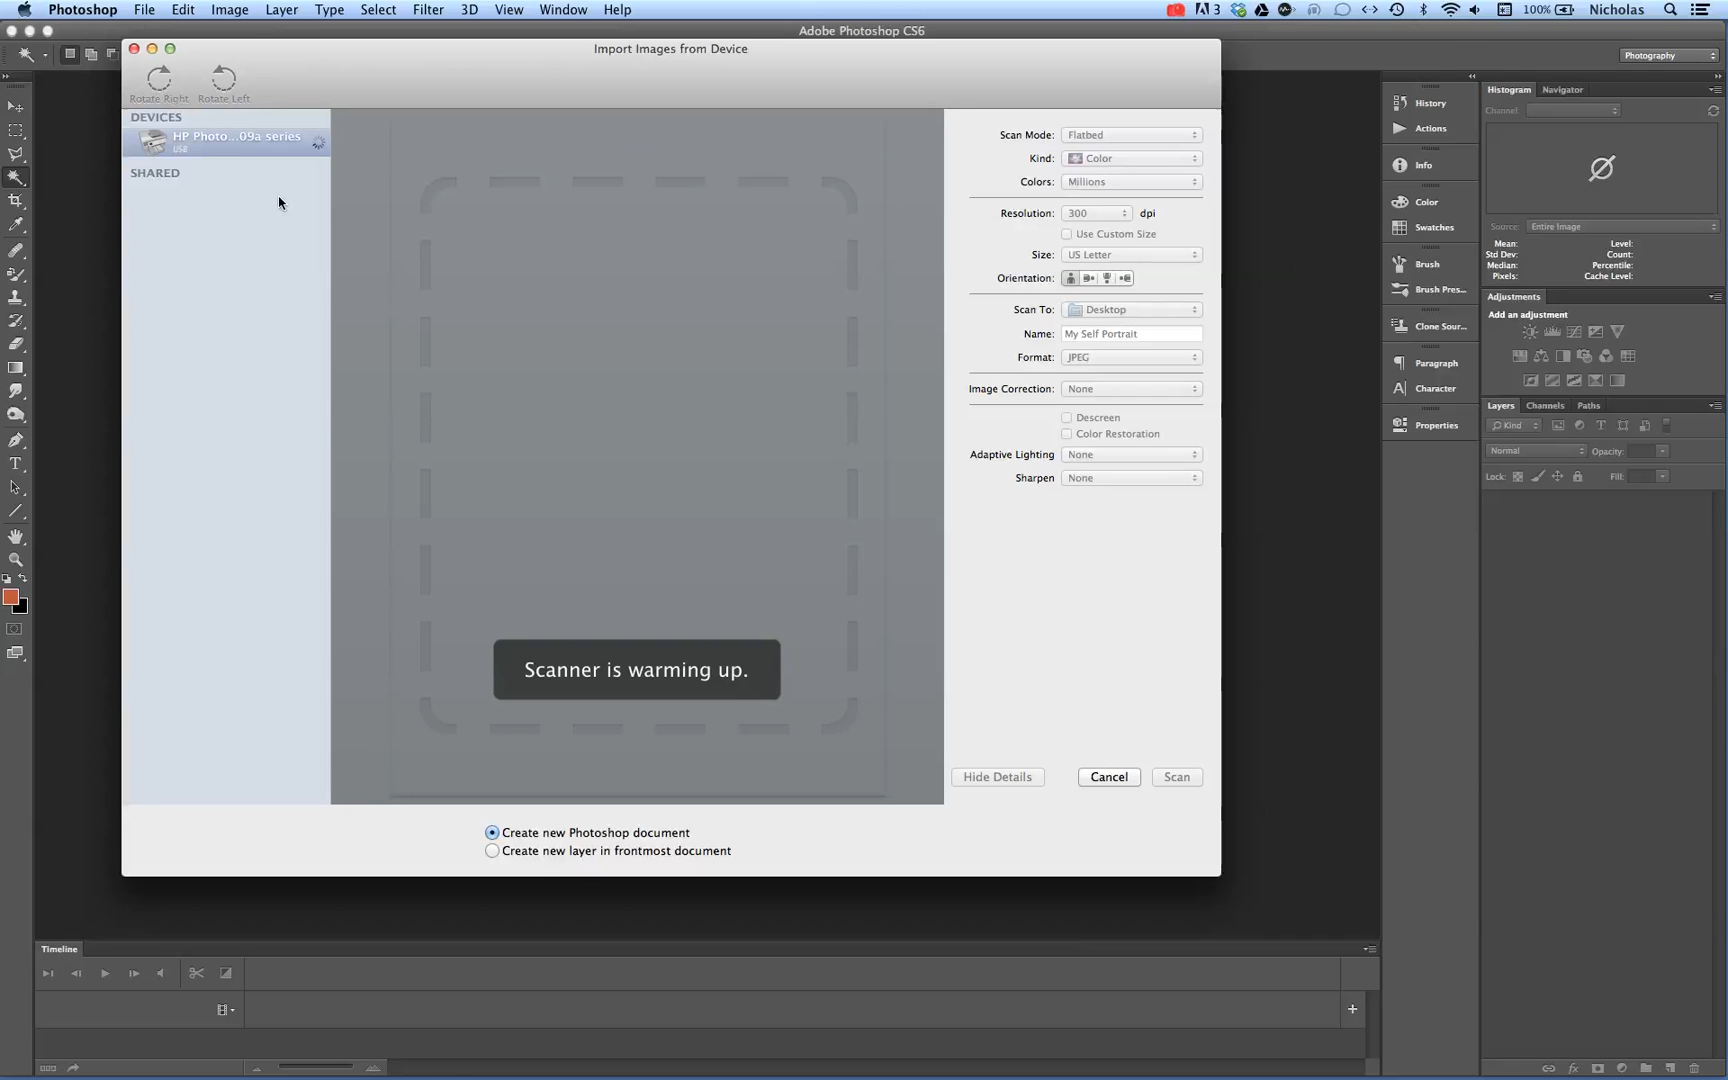 Photoshop File Edit Image Layer Type Select Filter 3D View Window Help
3 100% Nicholas
Adobe Photoshop CS6
Photography
Import Images from Device
Rotate Right Rotate Left
DEVICES
HP Photo...09a series
USB
SHARED
Scanner is warming up.
Scan Mode: Flatbed
Kind: Color
Colors: Millions
Resolution: 300 dpi
Use Custom Size
Size: US Letter
Orientation:
Scan To: Desktop
Name: My Self Portrait
Format: JPEG
Image Correction: None
Descreen
Color Restoration
Adaptive Lighting None
Sharpen None
Hide Details Cancel Scan
Create new Photoshop document
Create new layer in frontmost document
History
Actions
Info
Color
Swatches
Brush
Brush Pres...
Clone Sour...
Paragraph
Character
Properties
Histogram Navigator
Channel:
Source: Entire Image
Mean: Level:
Std Dev: Count:
Median: Percentile:
Pixels: Cache Level:
Adjustments
Add an adjustment
Layers Channels Paths
Kind
Normal Opacity:
Lock: Fill:
Timeline